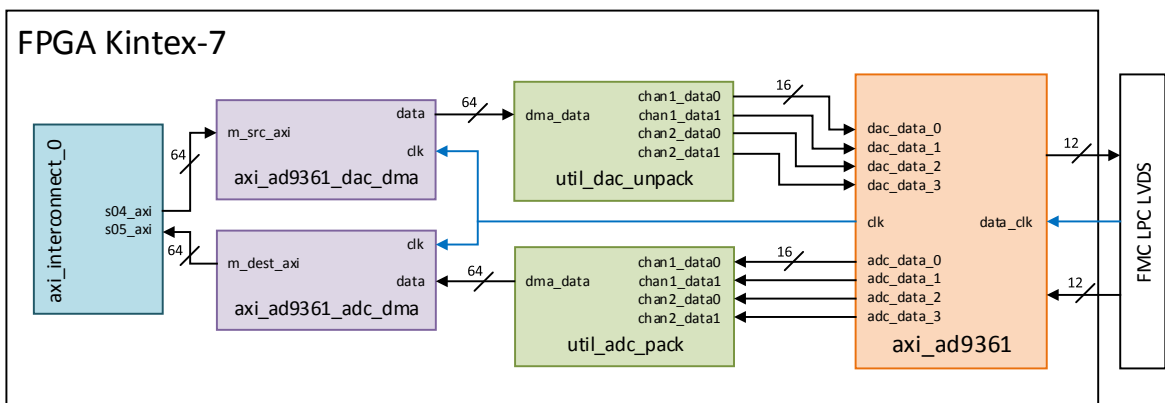 FPGA Kintex-7
axi_interconnect_0
s04_axi
s05_axi
64
64
m_src_axi
data
clk
axi_ad9361_dac_dma
clk
m_dest_axi
data
axi_ad9361_adc_dma
64
64
dma_data
chan1_data0
chan1_data1
chan2_data0
chan2_data1
util_dac_unpack
chan1_data0
chan1_data1
dma_data
chan2_data0
chan2_data1
util_adc_pack
16
16
dac_data_0
dac_data_1
dac_data_2
dac_data_3
clk
data_clk
adc_data_0
adc_data_1
adc_data_2
adc_data_3
axi_ad9361
12
12
FMC LPC LVDS